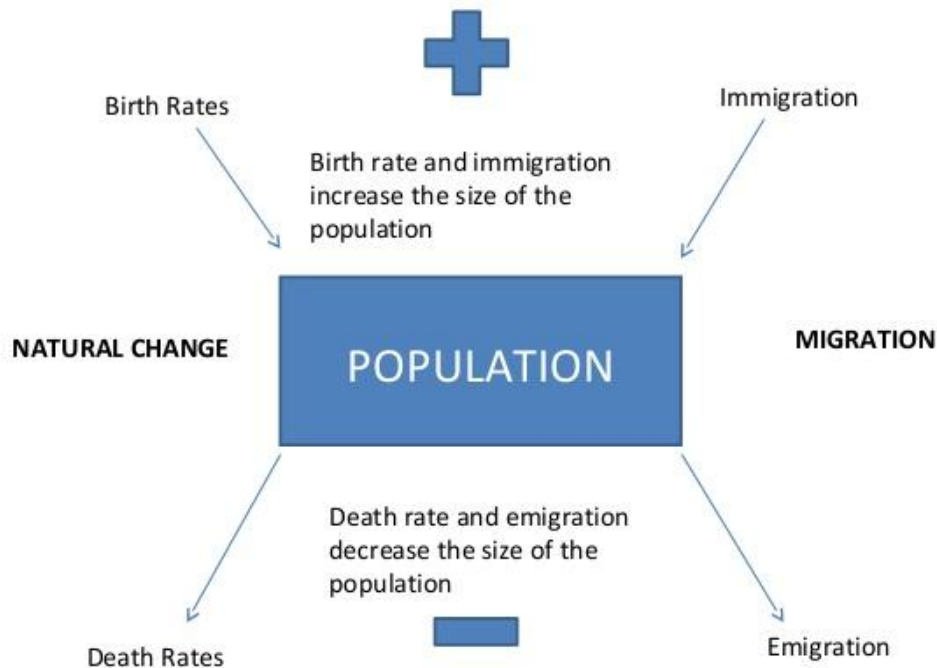 Birth Rates
Immigration
Birth rate and immigration
increase the size of the
population
NATURAL CHANGE
MIGRATION
POPULATION
Death rate and emigration
decrease the size of the
population
Death Rates
Emigration